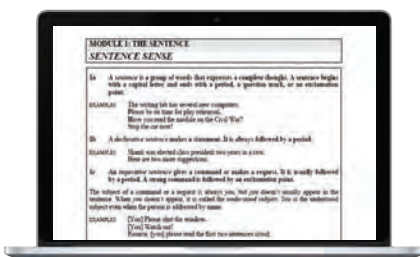 MODULE 1: THE SENTENCE
SENTENCE SENSE
1a A sentence is a group of words that expresses a complete thought. A sentence begins
with a capital letter and ends with a period, a question mark, or an exclamation
point.
EXAMPLES The writing lab has several new computers.
Please be on time for play rehearsal.
Have you read the module on the Civil War?
Stop the car now!
1b A declarative sentence makes a statement. It is always followed by a period.
EXAMPLES was elected class president two years in a row.
Here are two more suggestions.
1c An imperative sentence gives a command or makes a request. It is usually followed
by a period. A strong command is followed by an exclamation point.
The subject of a command or a request is always you, but you doesn't usually appear in the
sentence. When you doesn't appear, it is called the understood subject. You is the understood
subject even when the person is addressed by name.
EXAMPLES [You] Please shut the window.
[You] Watch out!
[you] please read the first two sentences aloud.